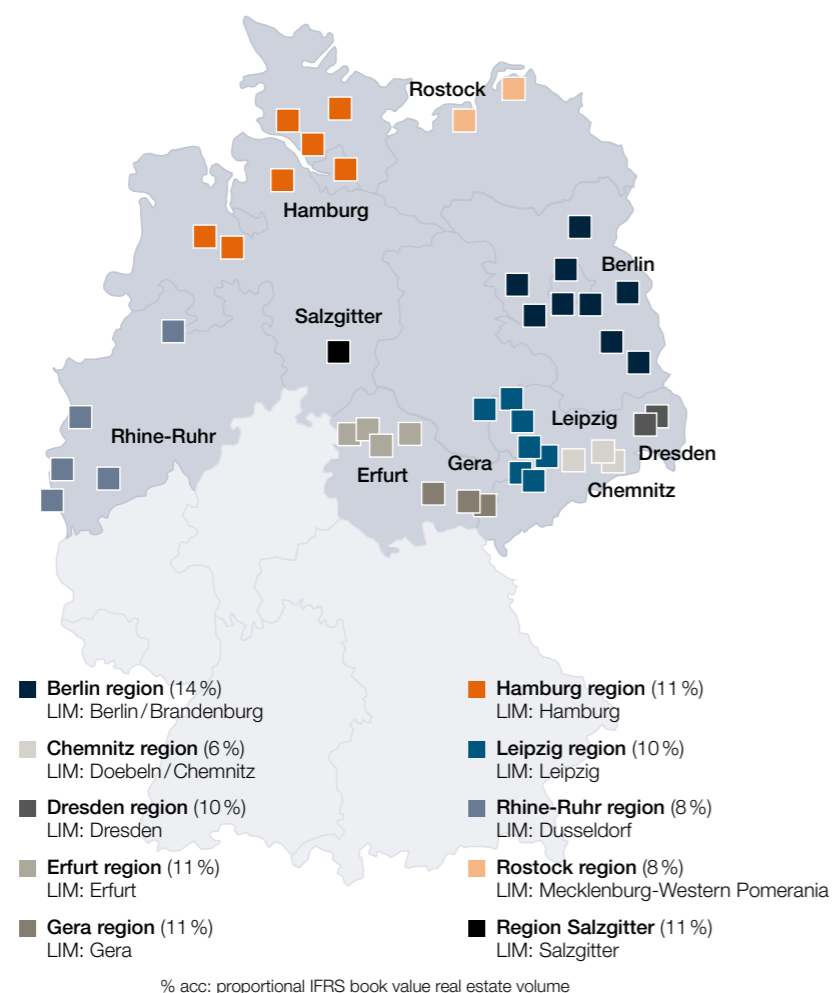 Rostock
Hamburg
Berlin
Salzgitter
Rhine-Ruhr
Leipzig
Dresden
Erfurt
Gera
Chemnitz
Berlin region (14 %)
LIM: Berlin / Brandenburg
Chemnitz region (6 %)
LIM: Doebeln / Chemnitz
Dresden region (10 %)
LIM: Dresden
Erfurt region (11 %)
LIM: Erfurt
Gera region (11 %)
LIM: Gera
Hamburg region (11 %)
LIM: Hamburg
Leipzig region (10 %)
LIM: Leipzig
Rhine-Ruhr region (8 %)
LIM: Dusseldorf
Rostock region (8 %)
LIM: Mecklenburg-Western Pomerania
Region Salzgitter (11 %)
LIM: Salzgitter
% acc: proportional IFRS book value real estate volume